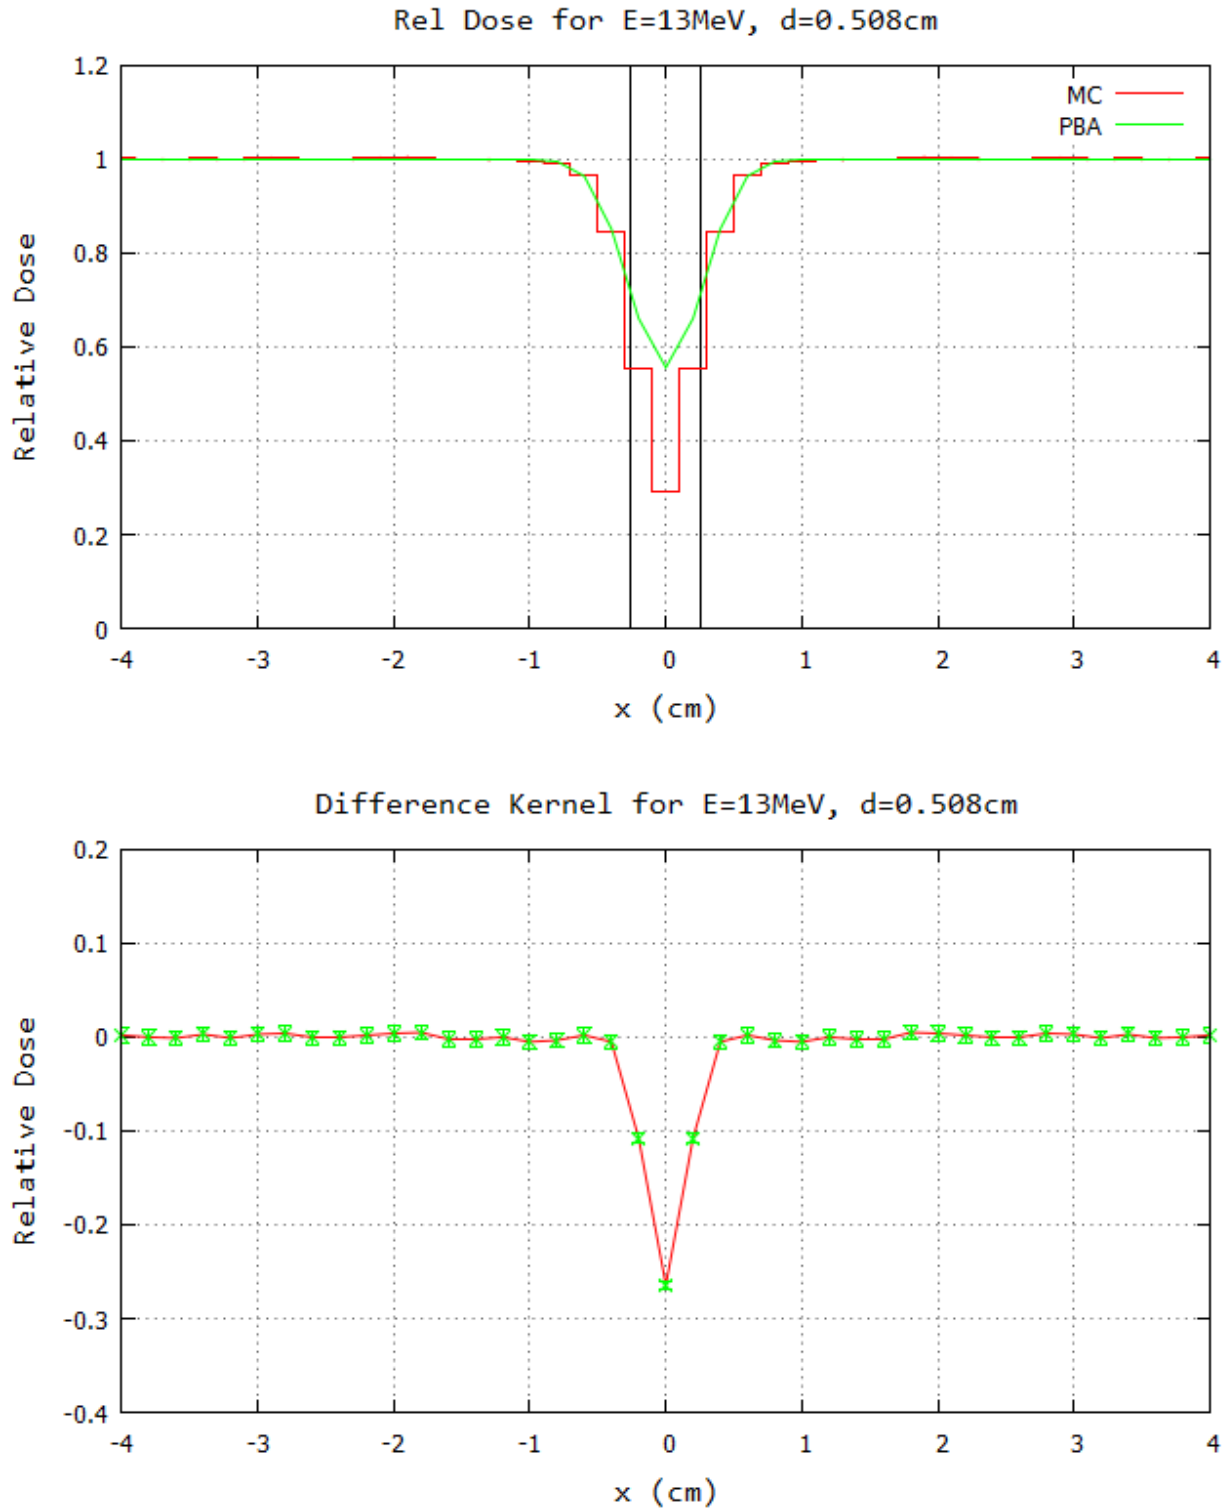 Rel Dose for E=13MeV, d=0.508cm
1.2
1
0.8
0.6
0.4
0.2
0
MC
PBA
Relative Dose
-4 -3 -2 -1 0 1 2 3 4
x (cm)
Difference Kernel for E=13MeV, d=0.508cm
0.2
0.1
0
-0.1
-0.2
-0.3
-0.4
Relative Dose
-4 -3 -2 -1 0 1 2 3 4
x (cm)